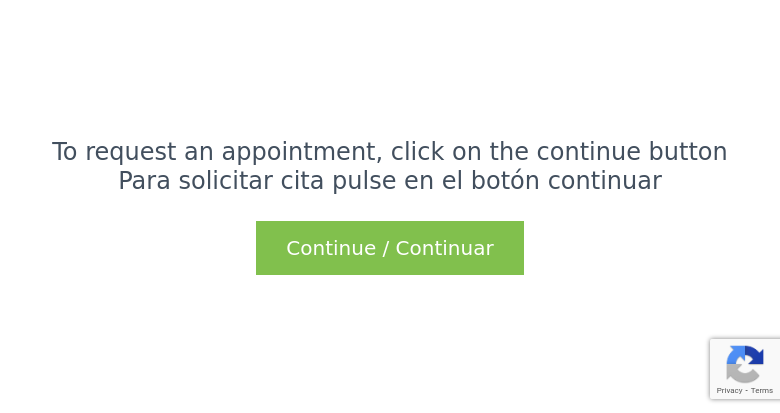 To request an appointment, click on the continue button
Para solicitar cita pulse en el botón continuar
Continue / Continuar
Privacy - Terms